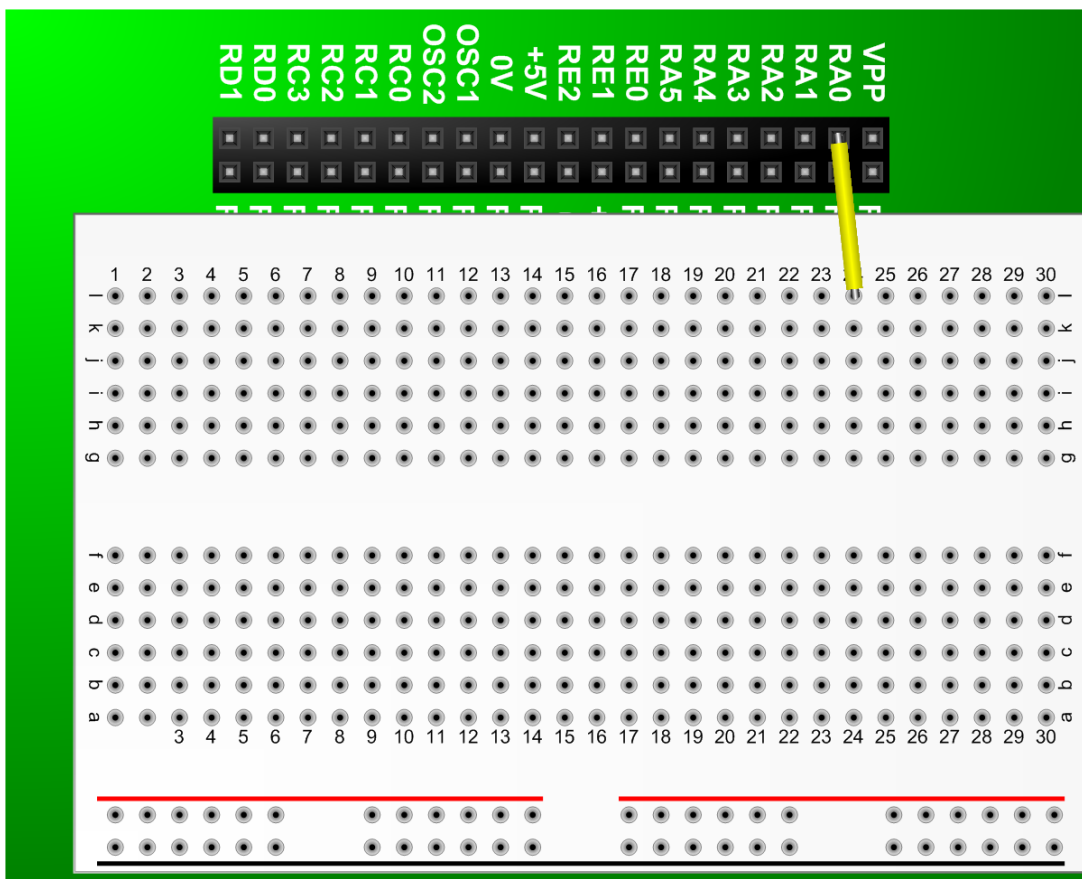 RD1 RD0 RC3 RC2 RC1 RC0 OSC2 OSC1 0V +5V RE2 RE1 RE0 RA5 RA4 RA3 RA2 RA1 RA0 VPP
1 2 3 4 5 6 7 8 9 10 11 12 13 14 15 16 17 18 19 20 21 22 23 25 26 27 28 29 30
l l
k k
j j
i i
h h
g g
f f
e e
d d
c c
b b
a a
3 4 5 6 7 8 9 10 11 12 13 14 15 16 17 18 19 20 21 22 23 24 25 26 27 28 29 30